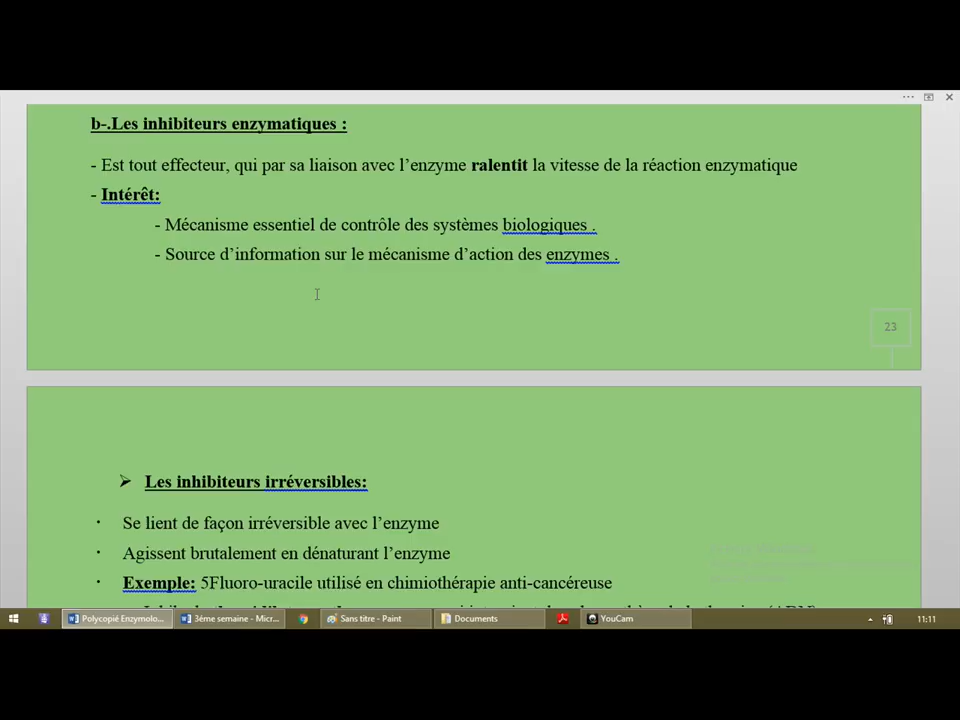 b-.Les inhibiteurs enzymatiques :
- Est tout effecteur, qui par sa liaison avec l’enzyme ralentit la vitesse de la réaction enzymatique
- Intérêt:
- Mécanisme essentiel de contrôle des systèmes biologiques .
- Source d’information sur le mécanisme d’action des enzymes .
23
➢ Les inhibiteurs irréversibles:
· Se lient de façon irréversible avec l’enzyme
· Agissent brutalement en dénaturant l’enzyme
· Exemple: 5Fluoro-uracile utilisé en chimiothérapie anti-cancéreuse
Polycopié Enzymolo... 3éme semaine - Micr... Sans titre - Paint Documents YouCam 11:11